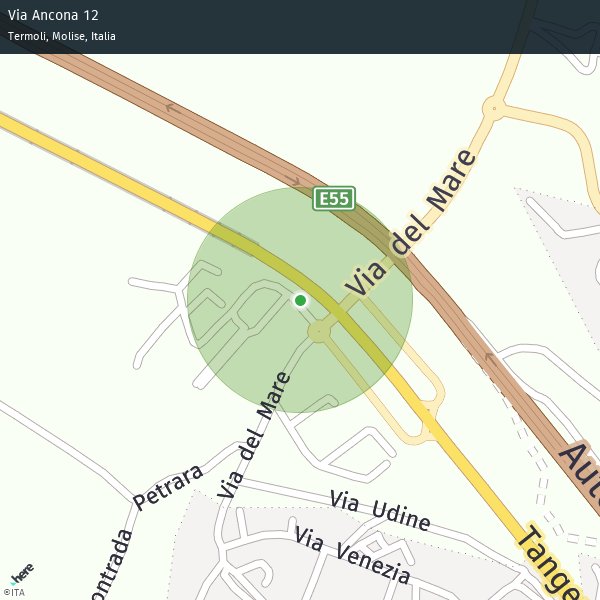 Via Ancona 12
Termoli, Molise, Italia
E55
Via del Mare
Via del Mare
Petrara
Via Udine
Via Venezia
ontrada
Auto
Tange
here
© ITA